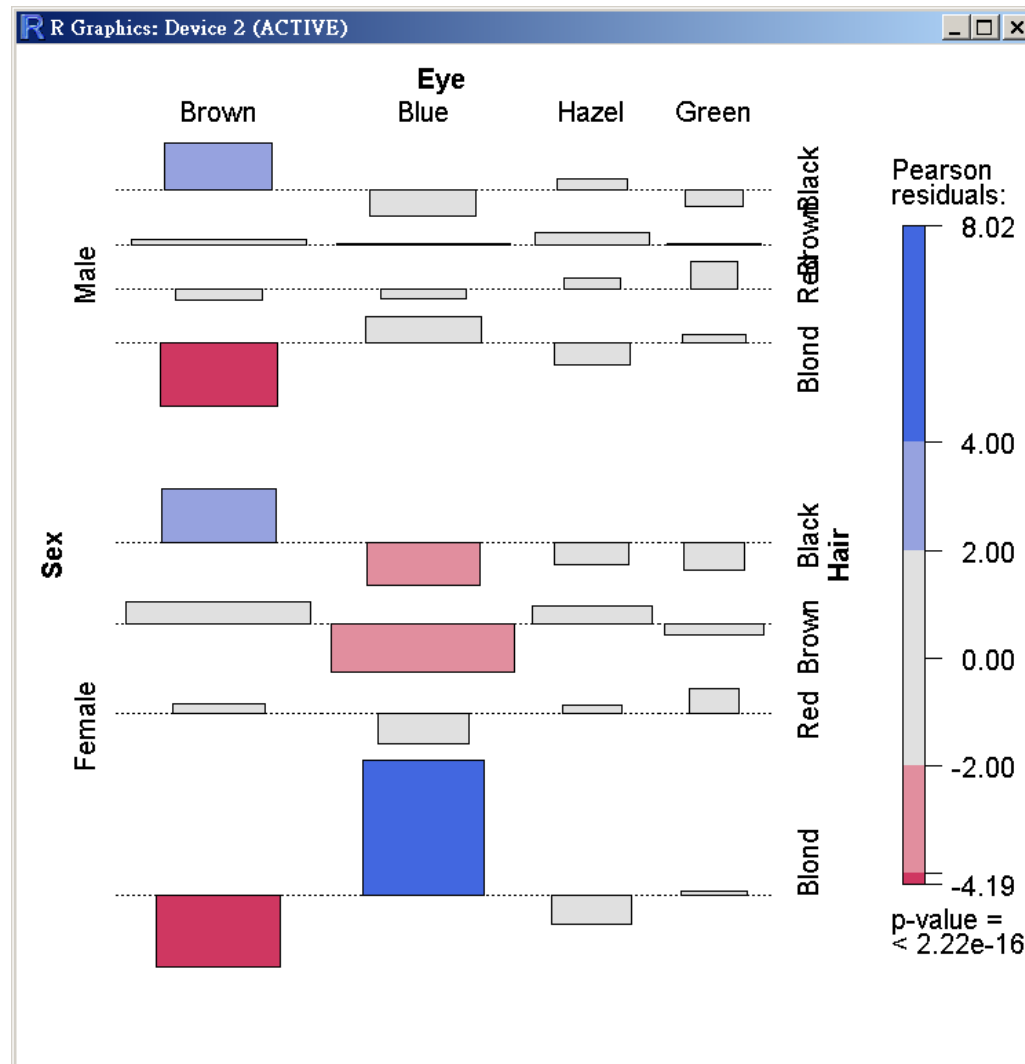 R Graphics: Device 2 (ACTIVE)
Eye
Brown Blue Hazel Green
Sex
Male
Female
Black
Brown
Red
Blond
Black
Brown
Red
Blond
Hair
Pearson
residuals:
8.02
4.00
2.00
0.00
-2.00
-4.19
p-value =
< 2.22e-16